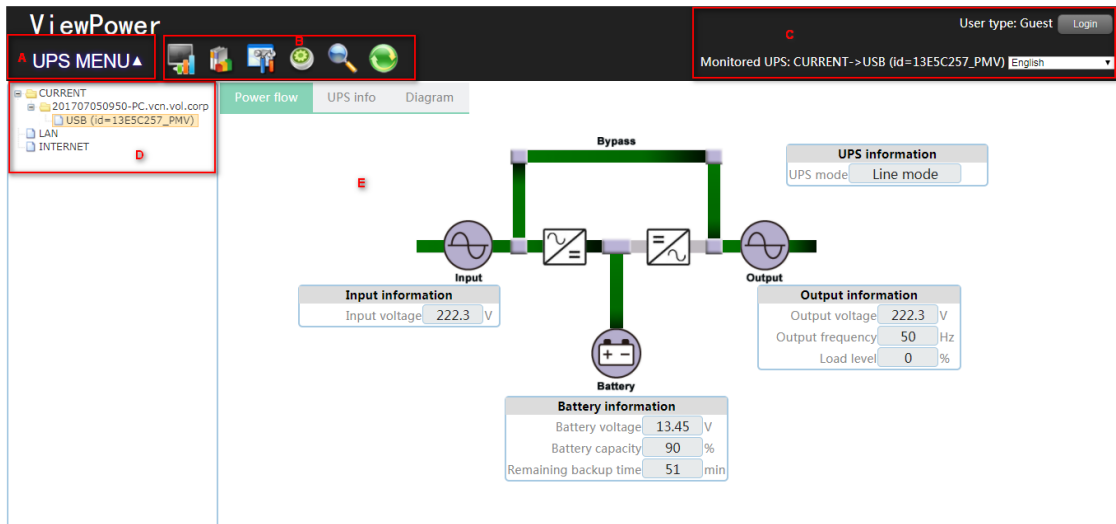 ViewPower
A UPS MENU▲
B
C
User type: Guest Login
Monitored UPS: CURRENT->USB (id=13E5C257_PMV) English
CURRENT
201707050950-PC.vcn.vol.corp
USB (id=13E5C257_PMV)
LAN
INTERNET
D
Power flow UPS info Diagram
E
Bypass
UPS information
UPS mode Line mode
Input
Output
Input information
Input voltage 222.3 V
Output information
Output voltage 222.3 V
Output frequency 50 Hz
Load level 0 %
Battery
Battery information
Battery voltage 13.45 V
Battery capacity 90 %
Remaining backup time 51 min